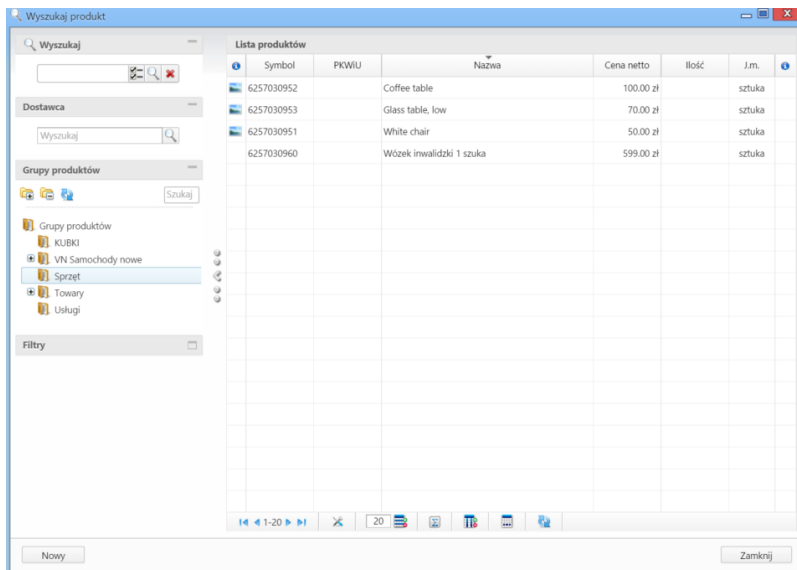 Wyszukaj produkt
Wyszukaj
Dostawca
Wyszukaj
Grupy produktów
Szukaj
Grupy produktów
KUBKI
VN Samochody nowe
Sprzęt
Towary
Usługi
Filtry
Lista produktów
Symbol PKWiU Nazwa Cena netto Ilość J.m.
6257030952 Coffee table 100.00 zł sztuka
6257030953 Glass table, low 70.00 zł sztuka
6257030951 White chair 50.00 zł sztuka
6257030960 Wózek inwalidzki 1 szuka 599.00 zł sztuka
1-20 20
Nowy Zamknij